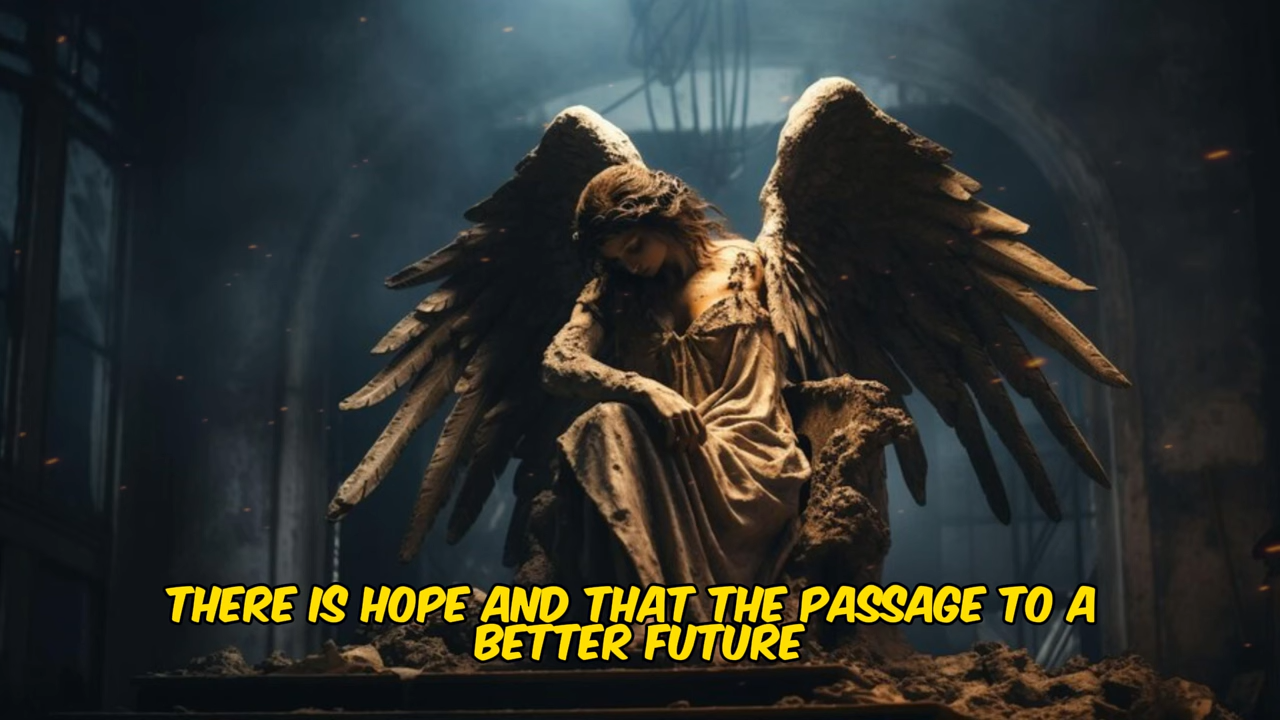 THERE IS HOPE AND THAT THE PASSAGE TO A
BETTER FUTURE